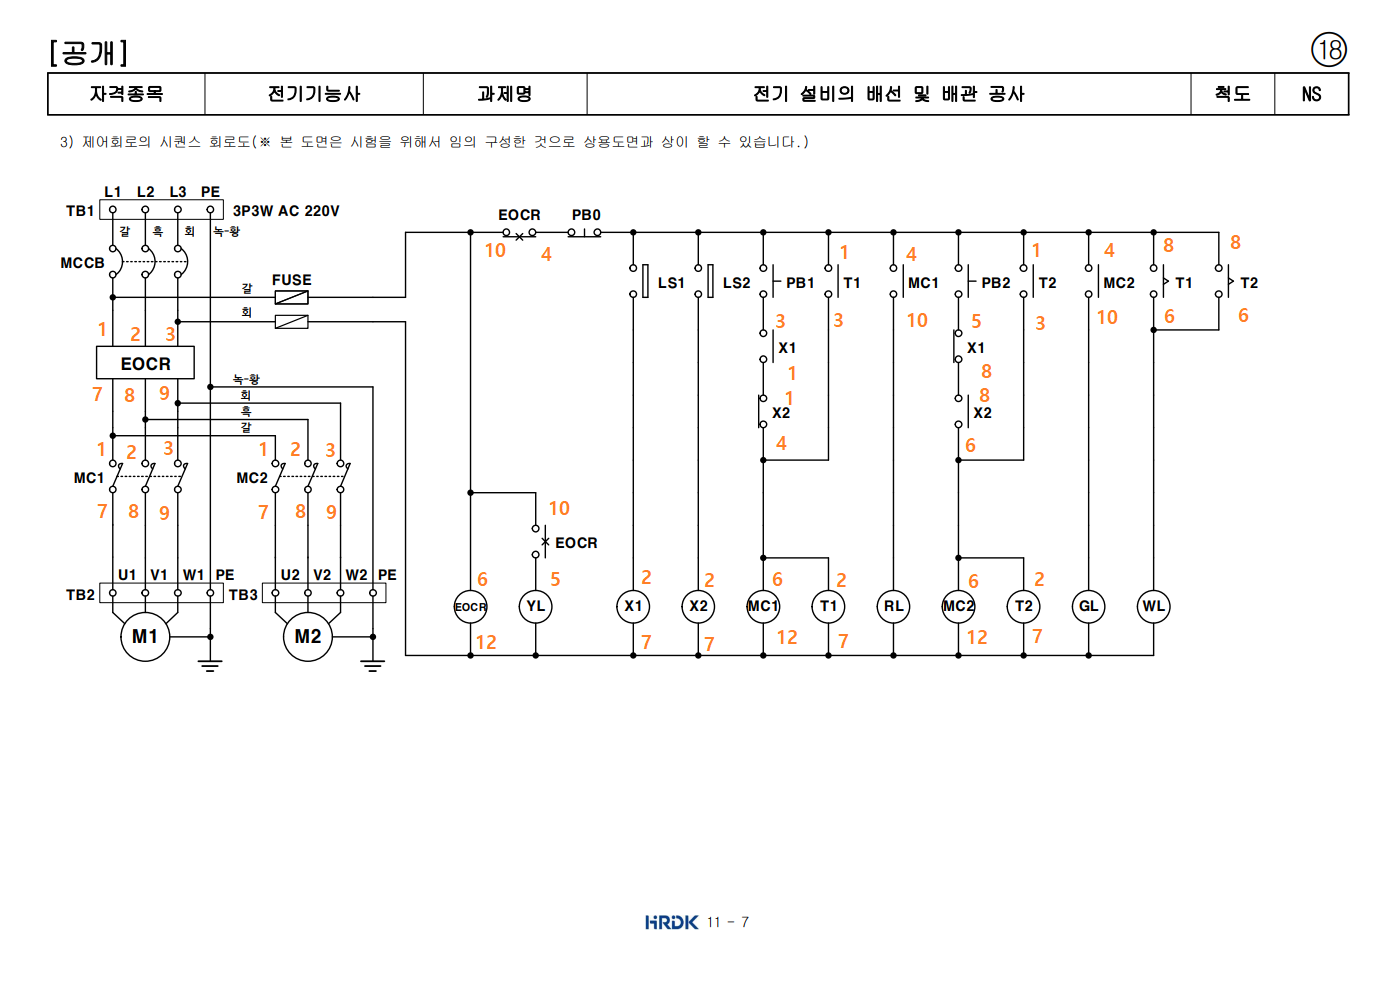 [공개]
18
자격종목 전기기능사 과제명 전기 설비의 배선 및 배관 공사 척도 NS
3) 제어회로의 시퀀스 회로도(※ 본 도면은 시험을 위해서 임의 구성한 것으로 상용도면과 상이 할 수 있습니다.)
L1 L2 L3 PE
TB1 3P3W AC 220V
EOCR PB0
갈 흑 회 녹-황
10 4
1 4 1 4 8 8
MCCB
FUSE
갈
LS1 LS2 PB1 T1 MC1 PB2 T2 MC2 T1 T2
회
3 3 10 5 3 10 6 6
1 2 3
X1 X1
EOCR
1 8
7 8 9
녹-황
회
1 8
흑
X2 X2
갈
4 6
1 2 3 1 2 3
MC1 MC2
7 8 9 7 8 9
10
EOCR
U1 V1 W1 PE U2 V2 W2 PE
6 5 2 2 6 2 6 2
TB2 TB3
EOCR YL X1 X2 MC1 T1 RL MC2 T2 GL WL
M1 M2
12 7 7 12 7 12 7
HRDK 11 - 7